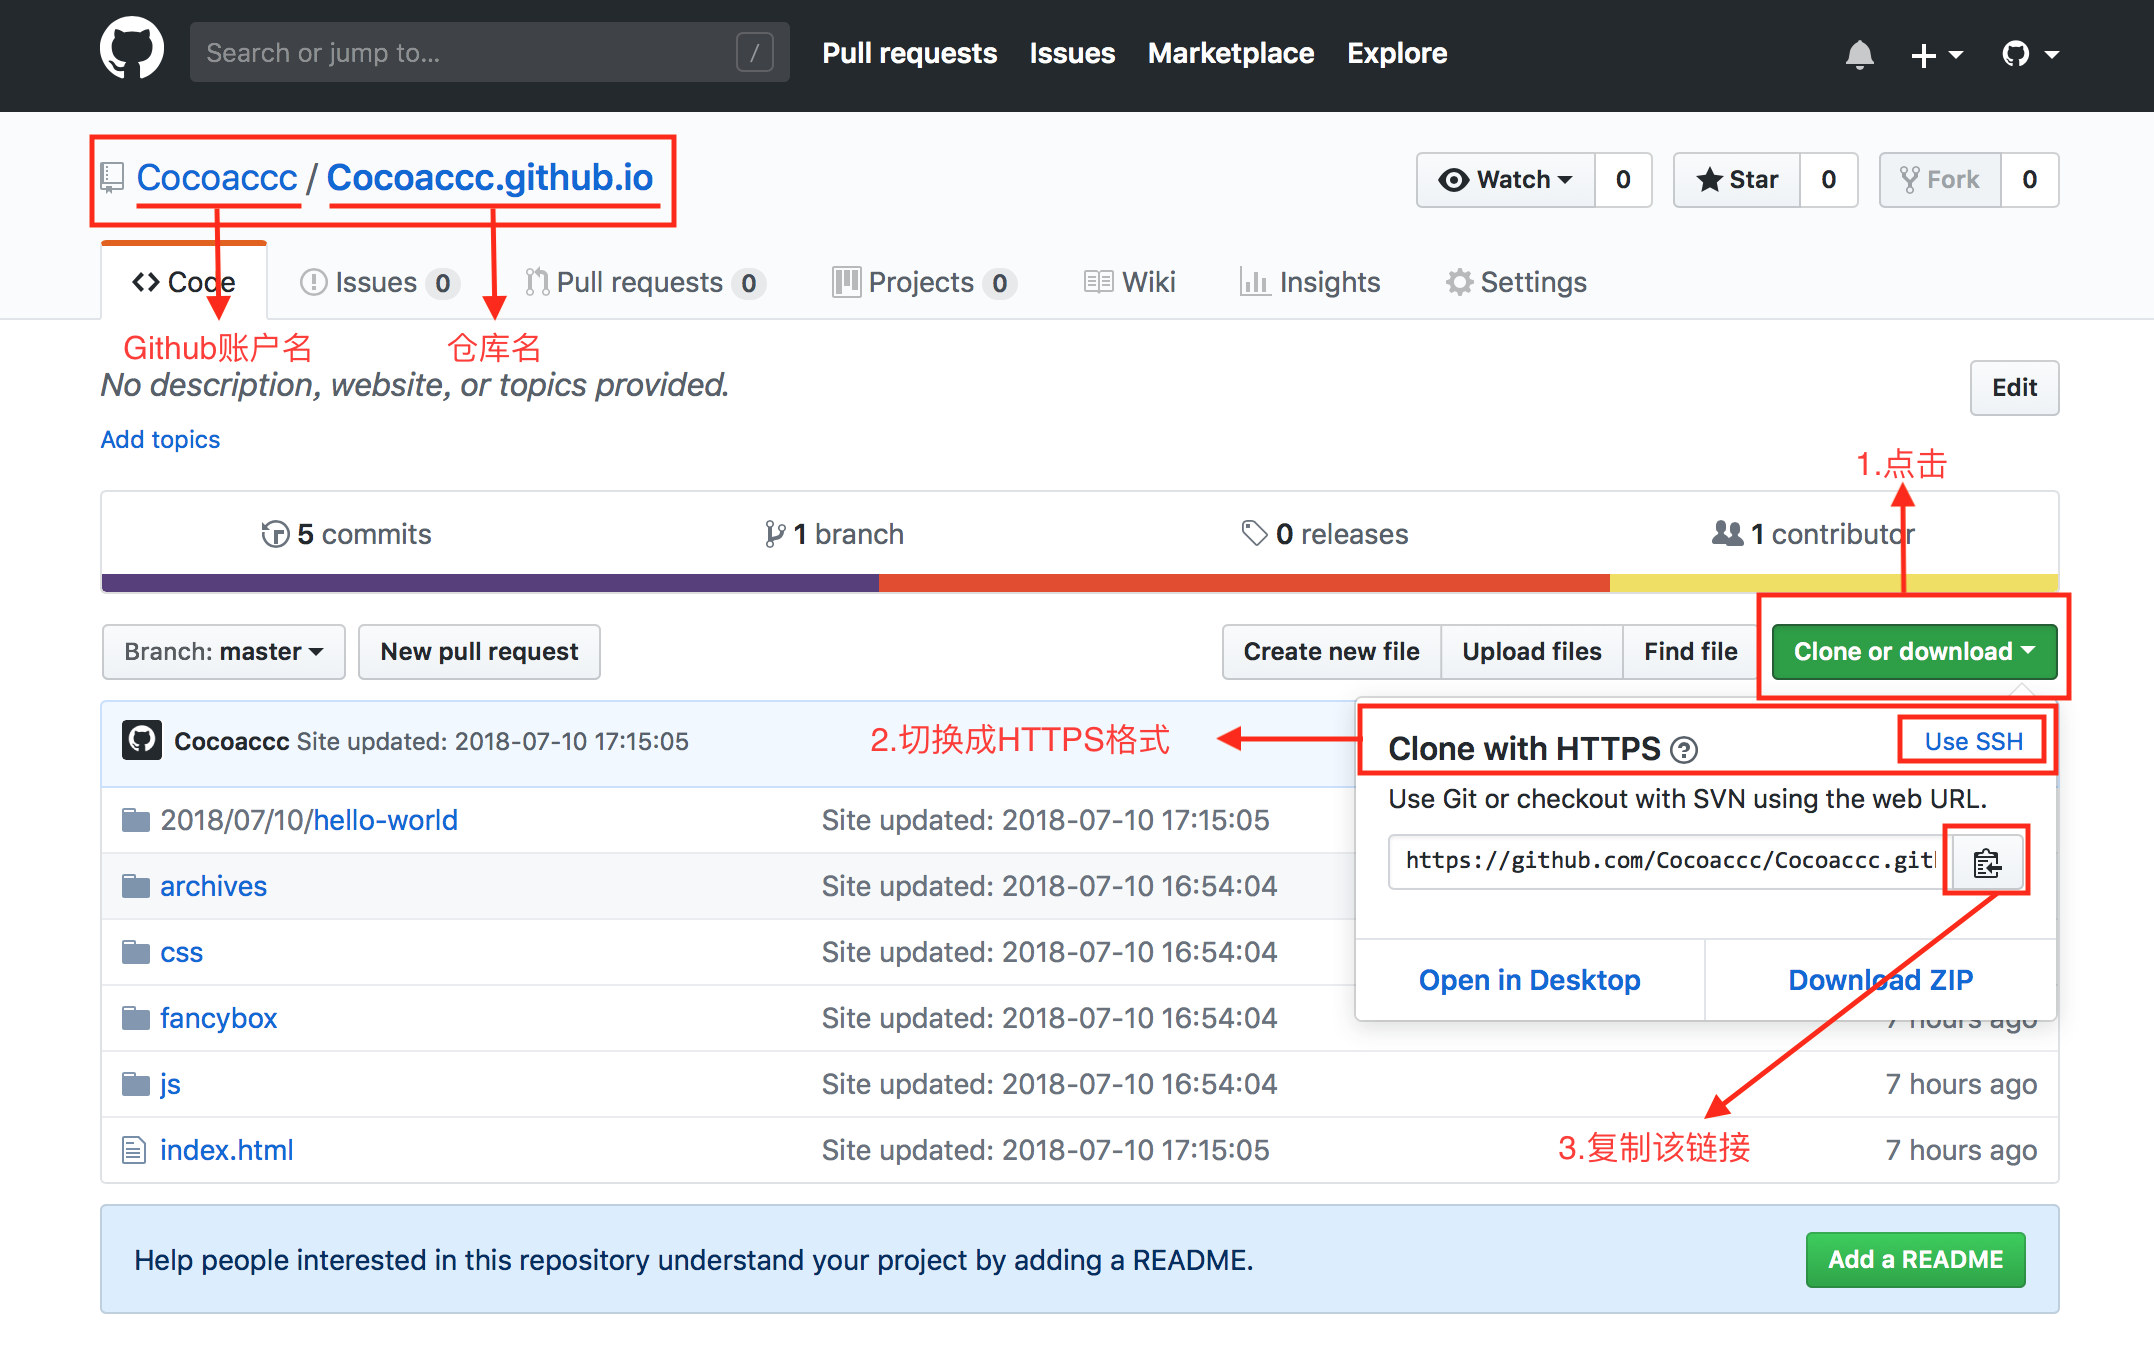 Search or jump to... / Pull requests Issues Marketplace Explore
Cocoaccc / Cocoaccc.github.io Watch 0 Star 0 Fork 0
Code Issues 0 Pull requests 0 Projects 0 Wiki Insights Settings
Github账户名 仓库名
No description, website, or topics provided. Edit
Add topics
1.点击
5 commits 1 branch 0 releases 1 contributor
Branch: master New pull request Create new file Upload files Find file Clone or download
Cocoaccc Site updated: 2018-07-10 17:15:05 2.切换成HTTPS格式 Clone with HTTPS ? Use SSH
Use Git or checkout with SVN using the web URL.
2018/07/10/hello-world Site updated: 2018-07-10 17:15:05
https://github.com/Cocoaccc/Cocoaccc.git
archives Site updated: 2018-07-10 16:54:04
css Site updated: 2018-07-10 16:54:04
Open in Desktop Download ZIP
fancybox Site updated: 2018-07-10 16:54:04 7 hours ago
js Site updated: 2018-07-10 16:54:04 7 hours ago
index.html Site updated: 2018-07-10 17:15:05 3.复制该链接 7 hours ago
Help people interested in this repository understand your project by adding a README. Add a README